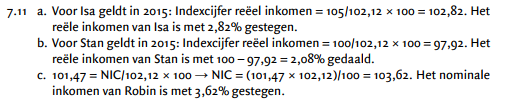 7.11 a. Voor Isa geldt in 2015: Indexcijfer reëel inkomen = 105/102,12 × 100 = 102,82. Het
reële inkomen van Isa is met 2,82% gestegen.
b. Voor Stan geldt in 2015: Indexcijfer reëel inkomen = 100/102,12 × 100 = 97,92. Het
reële inkomen van Stan is met 100 – 97,92 = 2,08% gedaald.
c. 101,47 = NIC/102,12 × 100 → NIC = (101,47 × 102,12)/100 = 103,62. Het nominale
inkomen van Robin is met 3,62% gestegen.